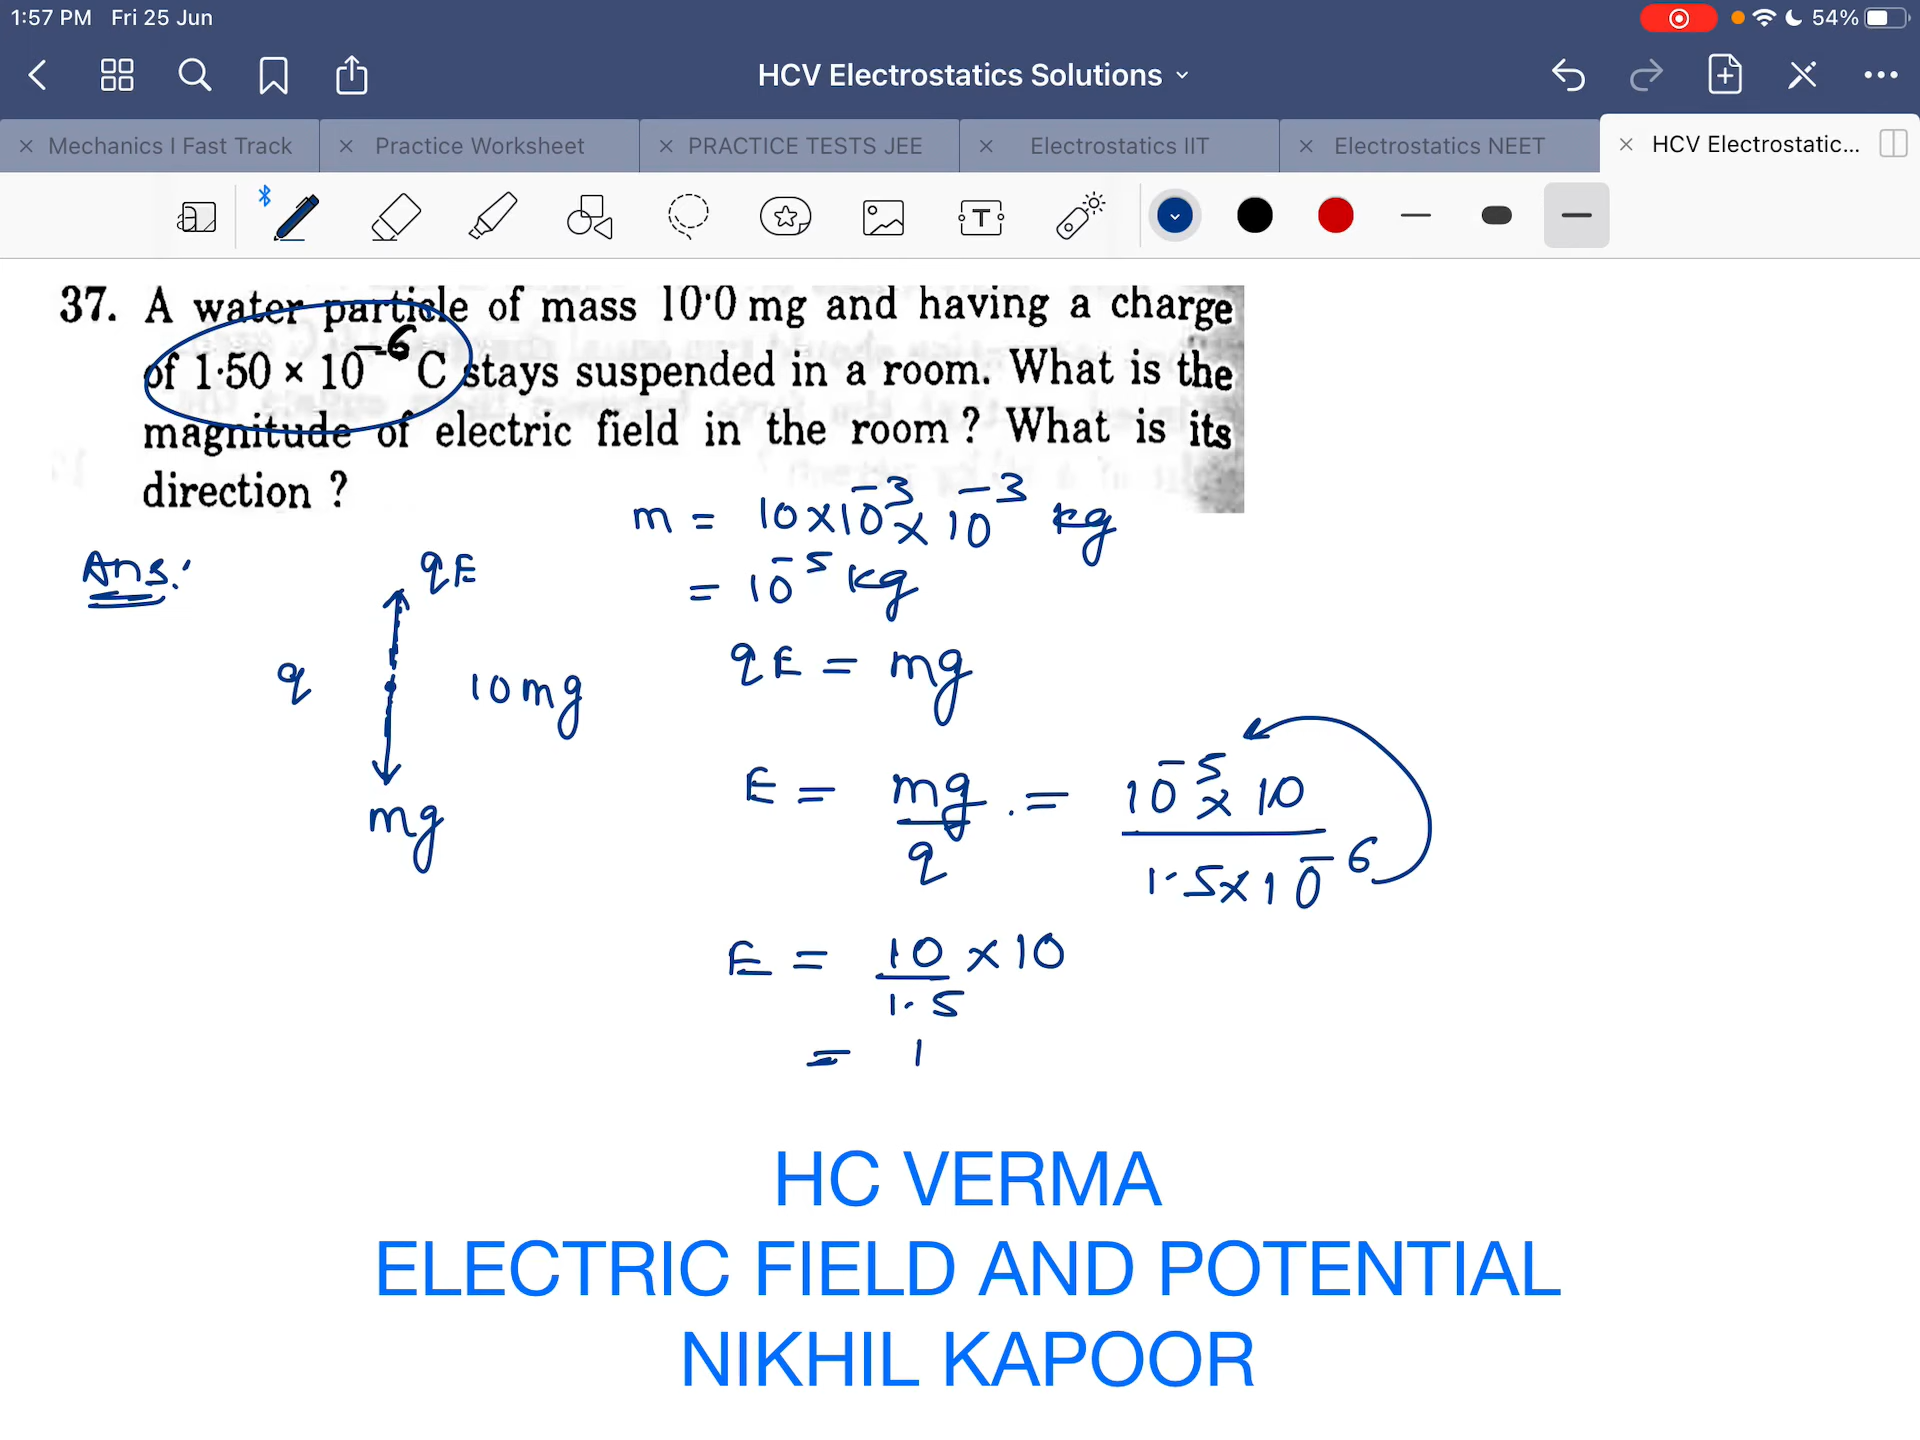 1:57 PM Fri 25 Jun 54%
HCV Electrostatics Solutions
Mechanics I Fast Track Practice Worksheet PRACTICE TESTS JEE Electrostatics IIT Electrostatics NEET HCV Electrostatic...
37. A water particle of mass 10·0 mg and having a charge
of 1·50 × 10⁻⁶ C stays suspended in a room. What is the
magnitude of electric field in the room ? What is its
direction ?
m = 10×10⁻³ × 10⁻³ kg
= 10⁻⁵ kg
Ans:
qE
q
10mg
mg
qE = mg
E = mg/q . = 10⁻⁵ × 10 / 1.5×10⁻⁶
E = 10/1.5 × 10
= 1
HC VERMA
ELECTRIC FIELD AND POTENTIAL
NIKHIL KAPOOR